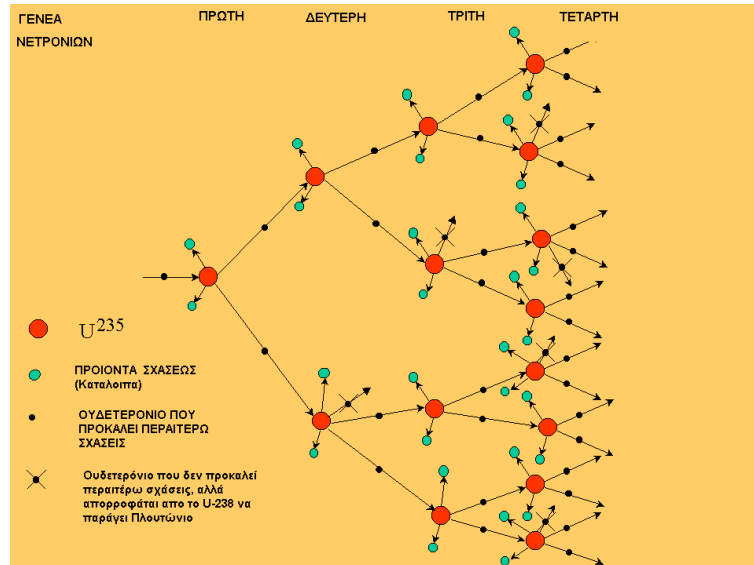 ΓΕΝΕΑ ΠΡΩΤΗ ΔΕΥΤΕΡΗ ΤΡΙΤΗ ΤΕΤΑΡΤΗ
ΝΕΤΡΟΝΙΩΝ
U235
ΠΡΟΙΟΝΤΑ ΣΧΑΣΕΩΣ
(Καταλοιπα)
ΟΥΔΕΤΕΡΟΝΙΟ ΠΟΥ
ΠΡΟΚΑΛΕΙ ΠΕΡΑΙΤΕΡΩ
ΣΧΑΣΕΙΣ
Ουδετερόνιο που δεν προκαλεί
περαιτέρω σχάσεις, αλλά
απορροφάται απο το U-238 να
παράγει Πλουτώνιο